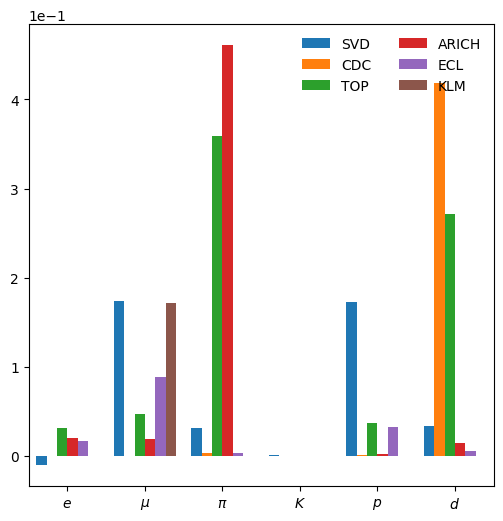 1e−1
SVD ARICH
CDC ECL
TOP KLM
4
3
2
1
0
e μ π K p d